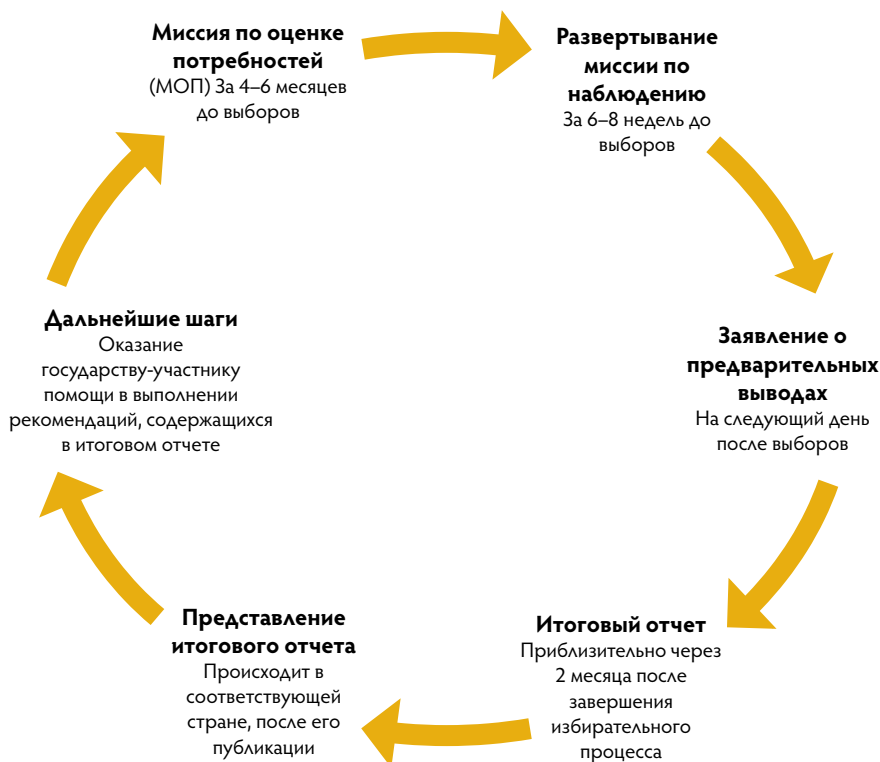 Миссия по оценке
потребностей
(МОП) За 4–6 месяцев
до выборов
Развертывание
миссии по
наблюдению
За 6–8 недель до
выборов
Заявление о
предварительных
выводах
На следующий день
после выборов
Итоговый отчет
Приблизительно через
2 месяца после
завершения
избирательного
процесса
Представление
итогового отчета
Происходит в
соответствующей
стране, после его
публикации
Дальнейшие шаги
Оказание
государству-участнику
помощи в выполнении
рекомендаций, содержащихся
в итоговом отчете